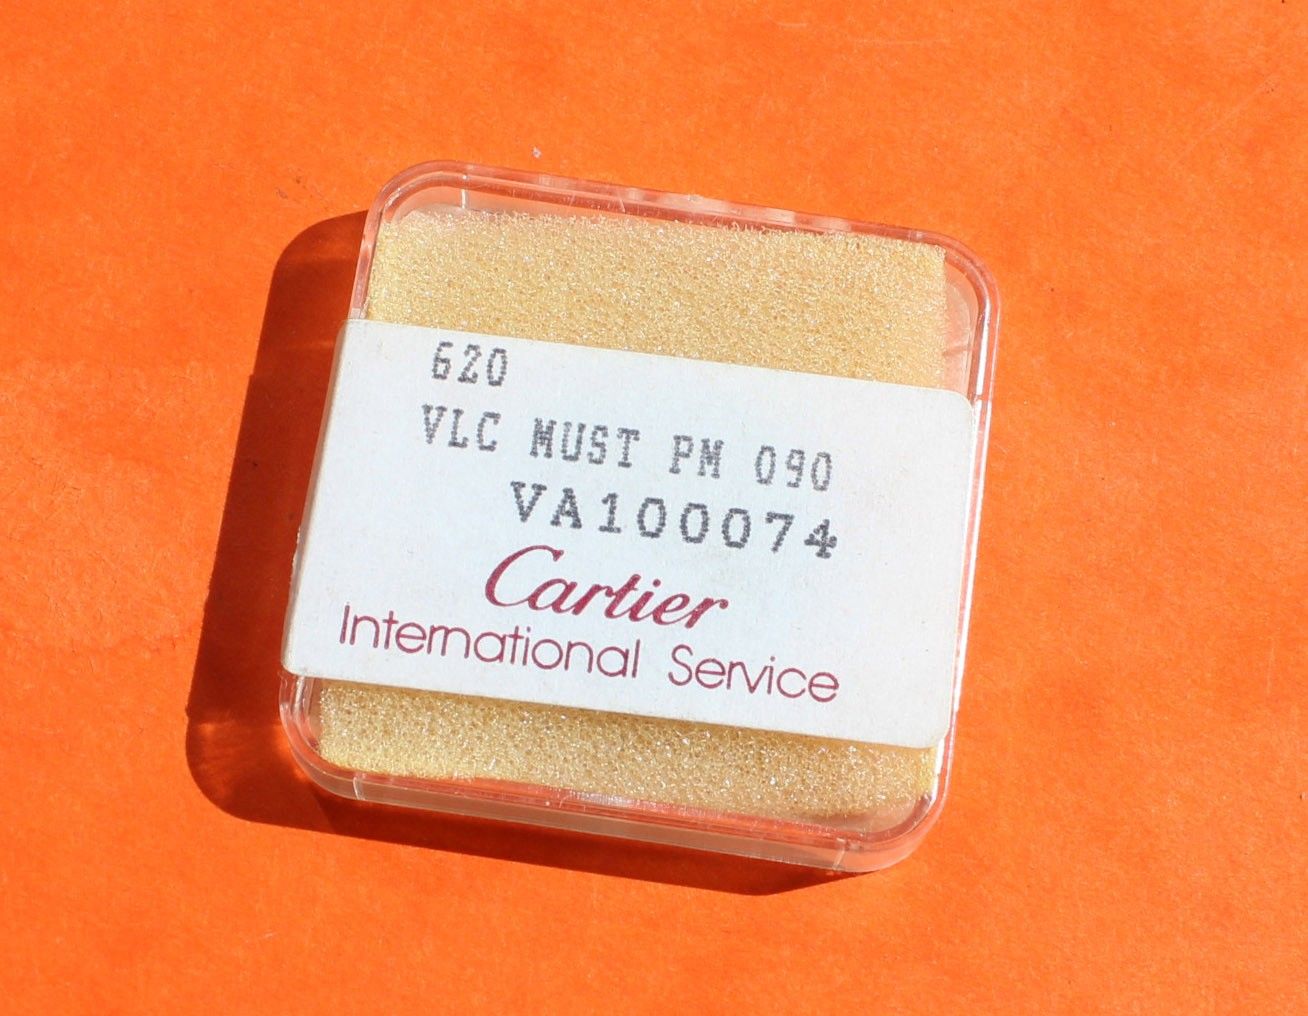 620
VLC MUST PM 090
VA100074
Cartier
International Service